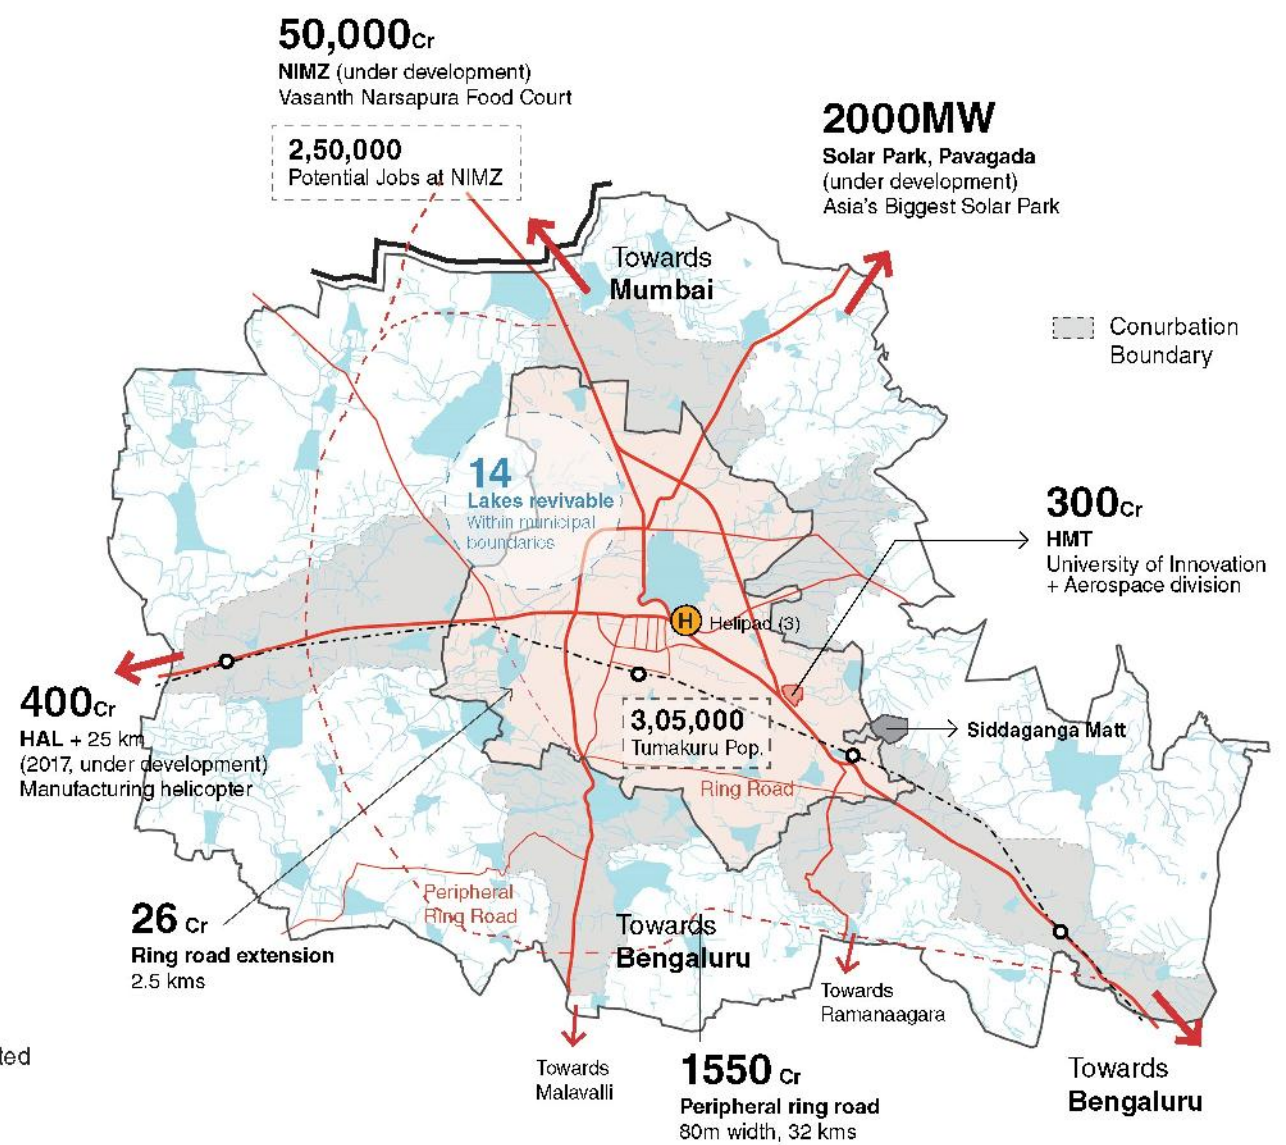 50,000Cr
NIMZ (under development)
Vasanth Narsapura Food Court
2,50,000
Potential Jobs at NIMZ
2000MW
Solar Park, Pavagada
(under development)
Asia's Biggest Solar Park
Towards
Mumbai
Conurbation
Boundary
14
Lakes revivable
Within municipal
boundaries
300Cr
HMT
University of Innovation
+ Aerospace division
H
Helipad (3)
400Cr
HAL + 25 km
(2017, under development)
Manufacturing helicopter
3,05,000
Tumakuru Pop.
Siddaganga Matt
Ring Road
Peripheral
Ring Road
26 Cr
Ring road extension
2.5 kms
Towards
Bengaluru
Towards
Ramanaagara
ted
Towards
Malavalli
1550 Cr
Peripheral ring road
80m width, 32 kms
Towards
Bengaluru